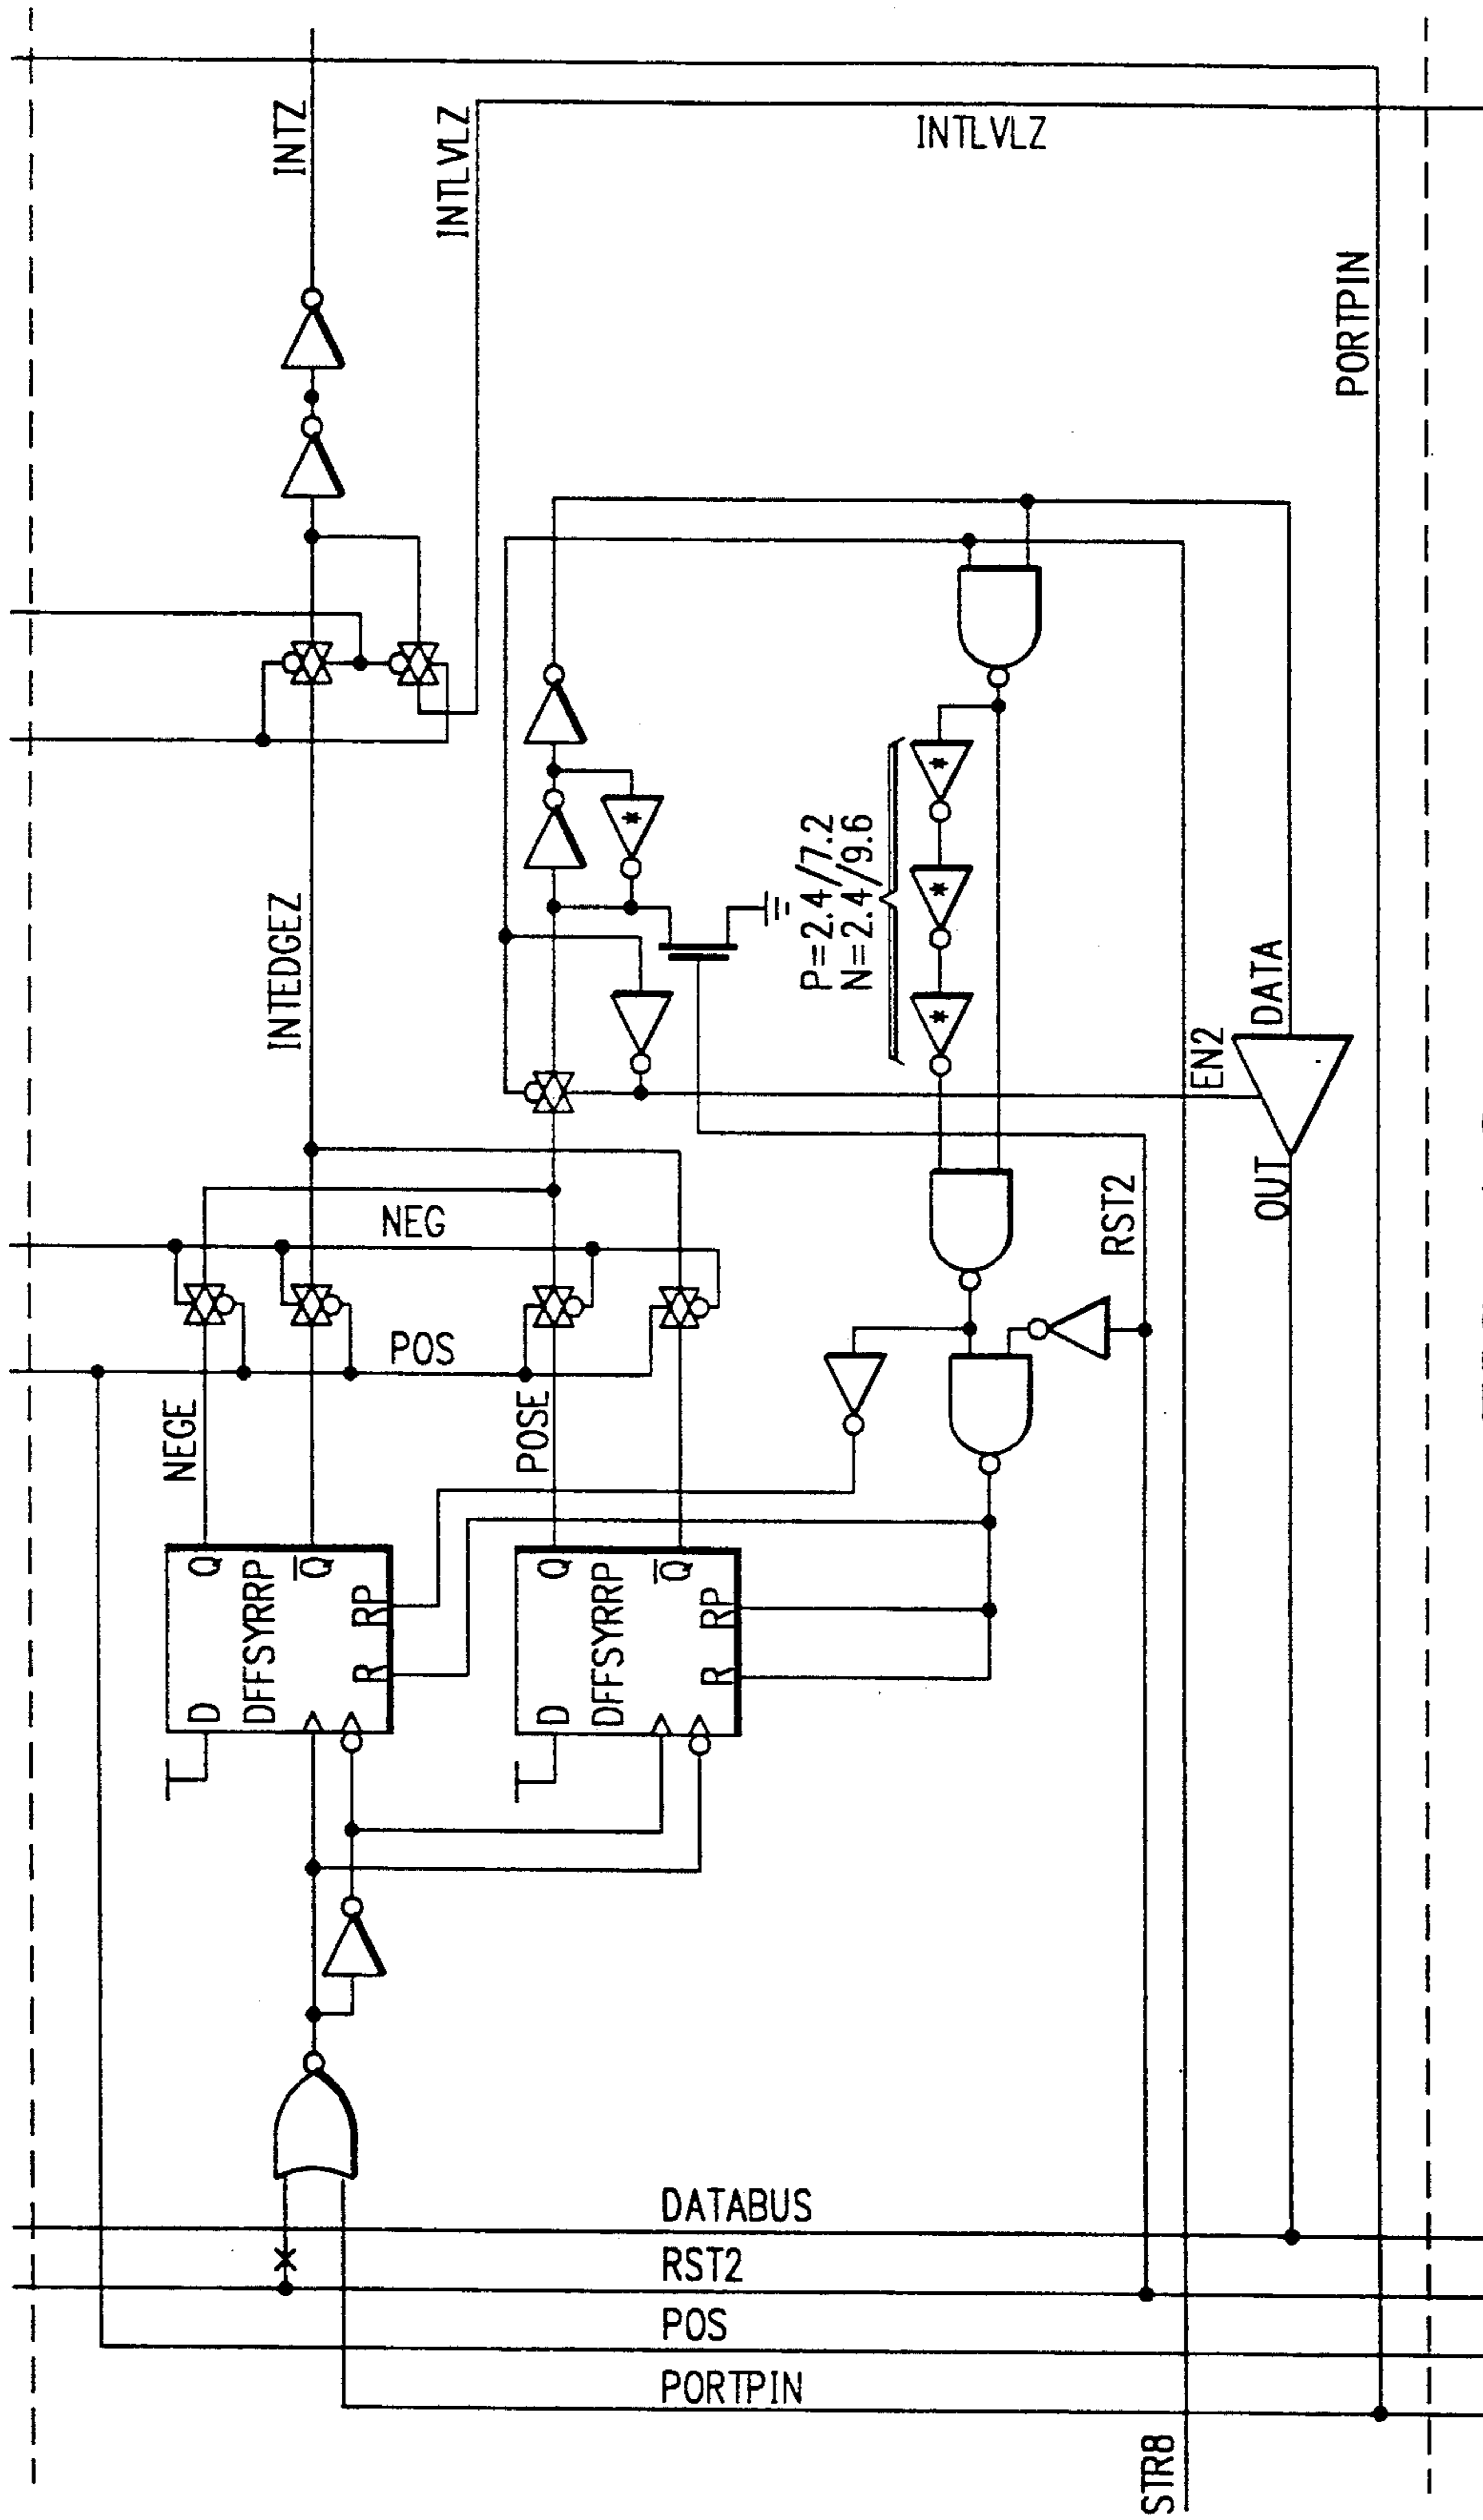 INTZ
INTLVLZ
INTLVLZ
PORTPIN
INTEDGEZ
*
*
*
*
P=2.4/7.2
N=2.4/9.6
DATA
EN2
OUT
RST2
NEG
POS
NEGE
POSE
Q
Q
DFFSYRRP
RP
R
D
Q
Q
DFFSYRRP
RP
R
D
DATABUS
RST2
POS
PORTPIN
STR8